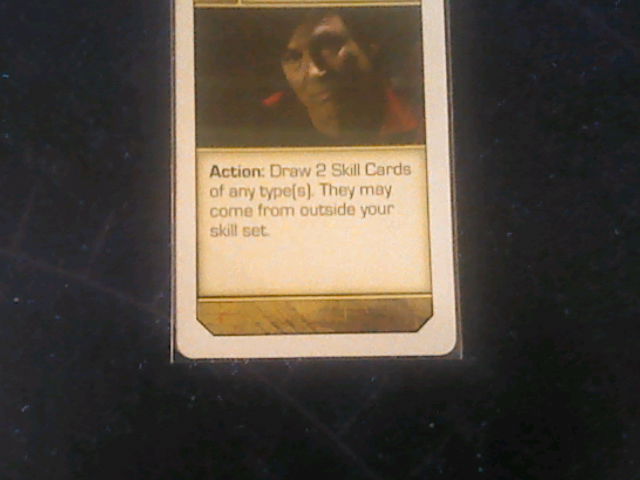 Action: Draw 2 Skill Cards
of any type(s). They may
come from outside your
skill set.